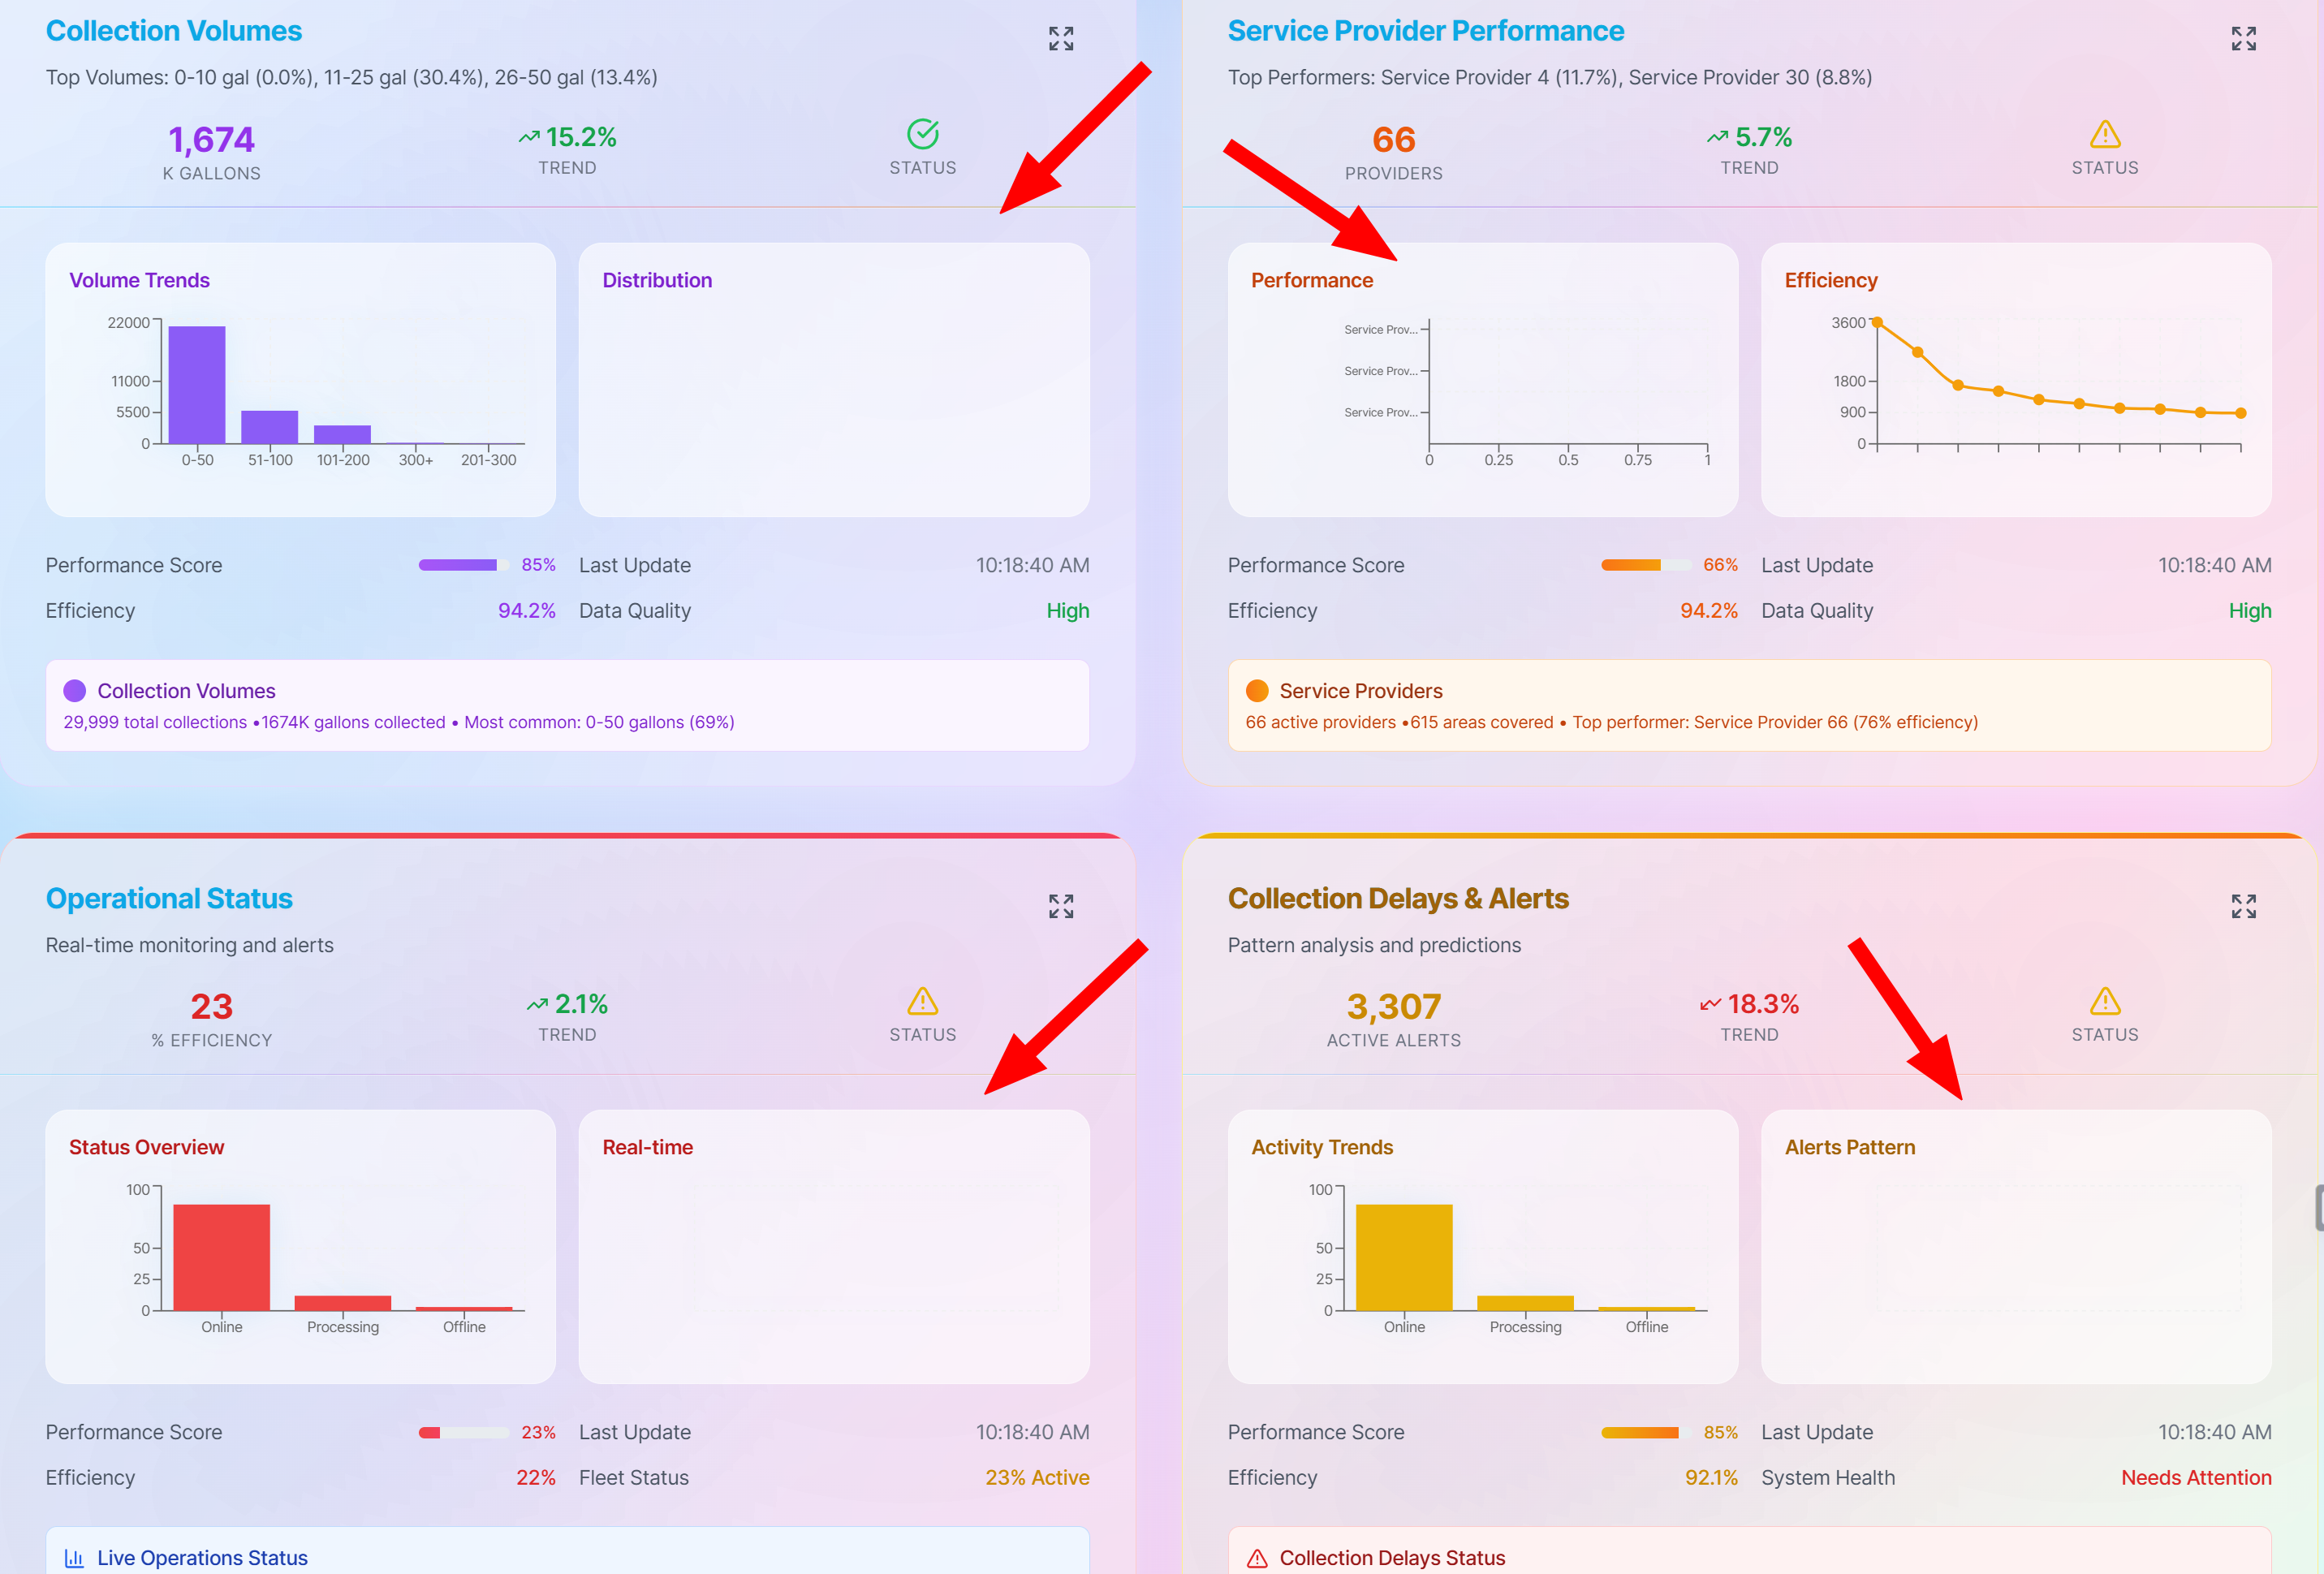 Collection Volumes
Top Volumes: 0-10 gal (0.0%), 11-25 gal (30.4%), 26-50 gal (13.4%)
1,674
K GALLONS
15.2%
TREND
STATUS
Volume Trends
22000
11000
5500
0
0-50 51-100 101-200 300+ 201-300
Distribution
Performance Score 85%
Last Update 10:18:40 AM
Efficiency 94.2%
Data Quality High
Collection Volumes
29,999 total collections •1674K gallons collected • Most common: 0-50 gallons (69%)
Service Provider Performance
Top Performers: Service Provider 4 (11.7%), Service Provider 30 (8.8%)
66
PROVIDERS
5.7%
TREND
STATUS
Performance
Service Prov...
Service Prov...
Service Prov...
0 0.25 0.5 0.75 1
Efficiency
3600
1800
900
0
Performance Score 66%
Last Update 10:18:40 AM
Efficiency 94.2%
Data Quality High
Service Providers
66 active providers •615 areas covered • Top performer: Service Provider 66 (76% efficiency)
Operational Status
Real-time monitoring and alerts
23
% EFFICIENCY
2.1%
TREND
STATUS
Status Overview
100
50
25
0
Online Processing Offline
Real-time
Performance Score 23%
Last Update 10:18:40 AM
Efficiency 22%
Fleet Status 23% Active
Live Operations Status
Collection Delays & Alerts
Pattern analysis and predictions
3,307
ACTIVE ALERTS
18.3%
TREND
STATUS
Activity Trends
100
50
25
0
Online Processing Offline
Alerts Pattern
Performance Score 85%
Last Update 10:18:40 AM
Efficiency 92.1%
System Health Needs Attention
Collection Delays Status